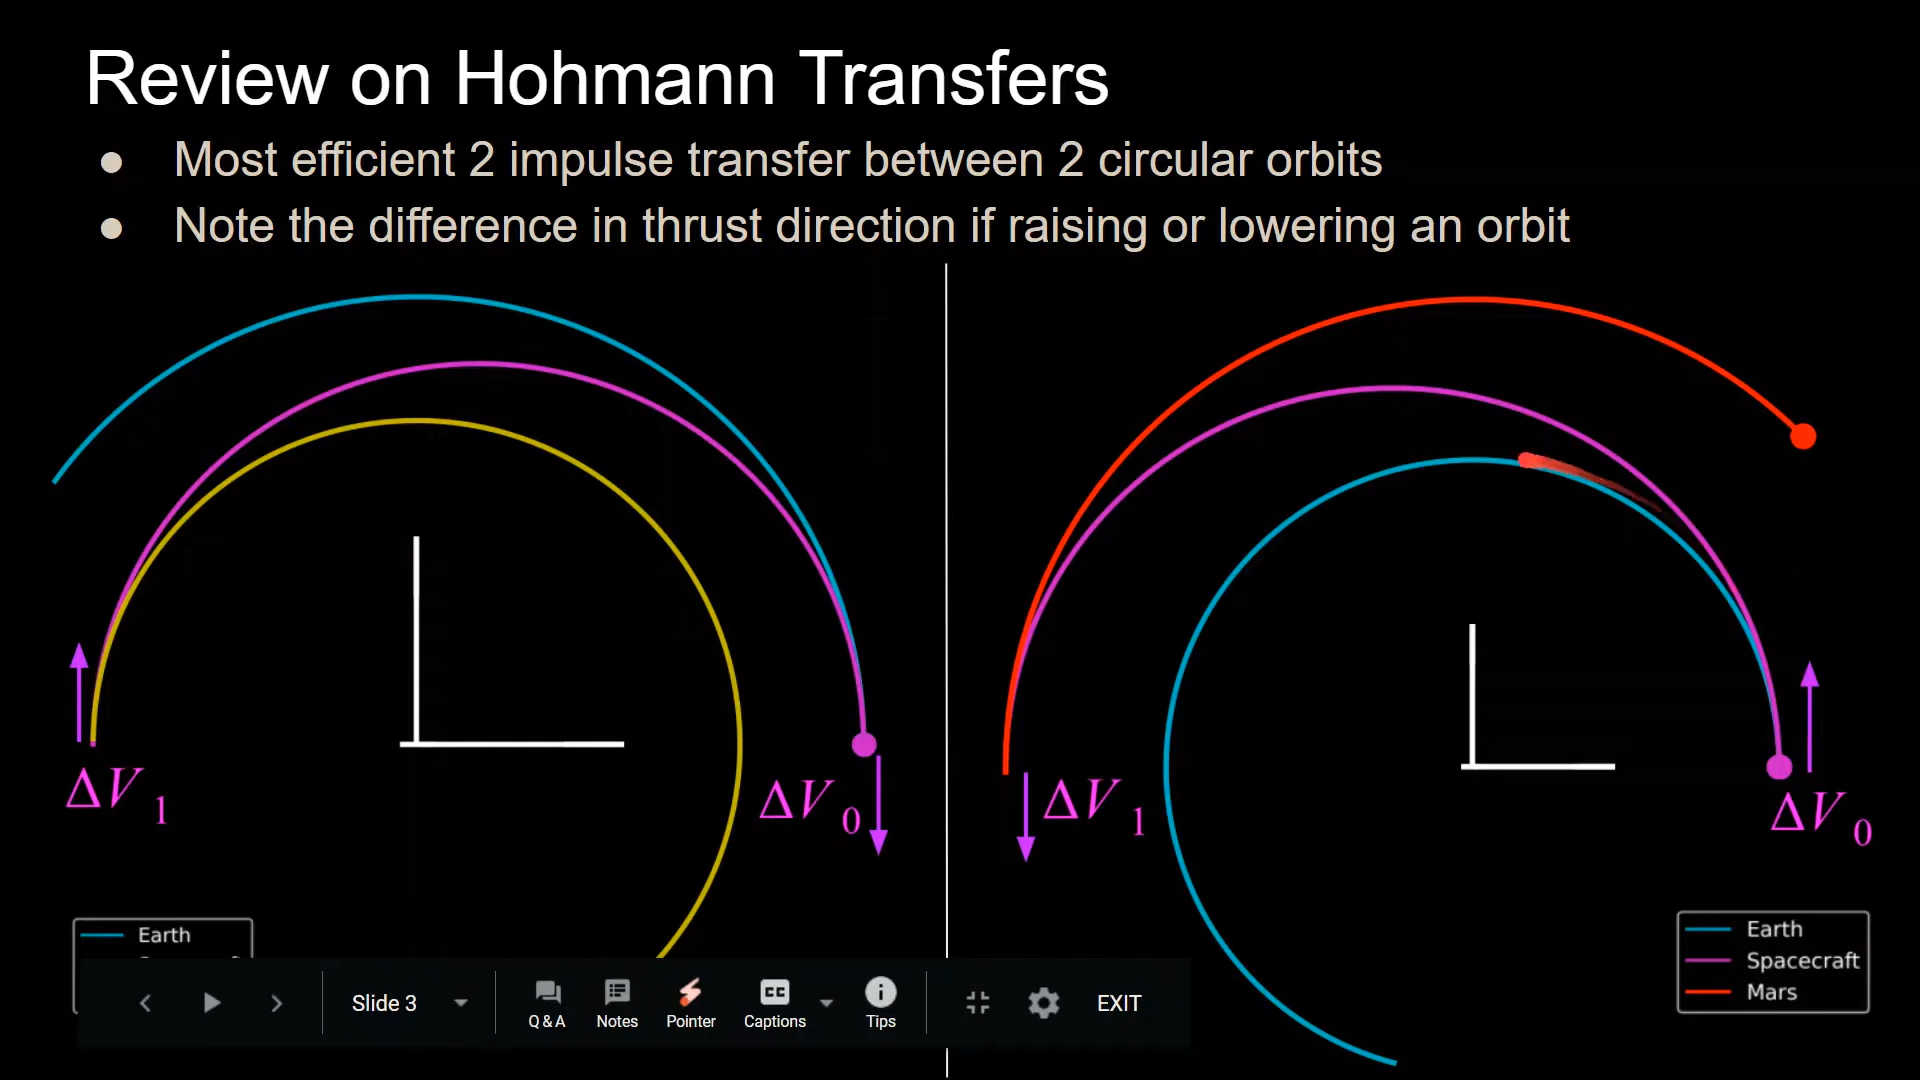 Review on Hohmann Transfers
● Most efficient 2 impulse transfer between 2 circular orbits
● Note the difference in thrust direction if raising or lowering an orbit
ΔV 1
ΔV 0
ΔV 1
ΔV 0
Earth
Earth
Spacecraft
Mars
Slide 3
Q & A
Notes
Pointer
CC
Captions
Tips
EXIT